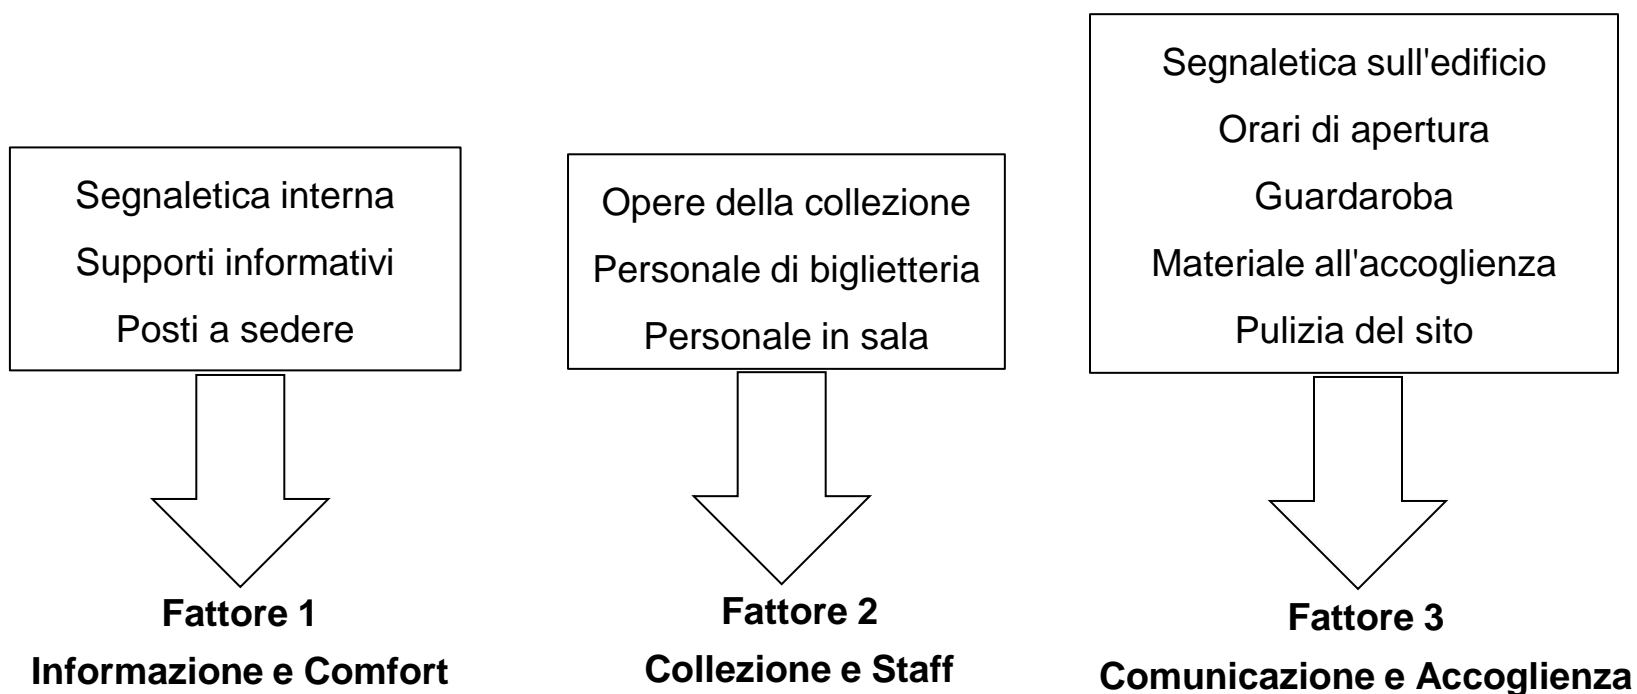 Segnaletica interna
Supporti informativi
Posti a sedere
Fattore 1
Informazione e Comfort
Opere della collezione
Personale di biglietteria
Personale in sala
Fattore 2
Collezione e Staff
Segnaletica sull'edificio
Orari di apertura
Guardaroba
Materiale all'accoglienza
Pulizia del sito
Fattore 3
Comunicazione e Accoglienza